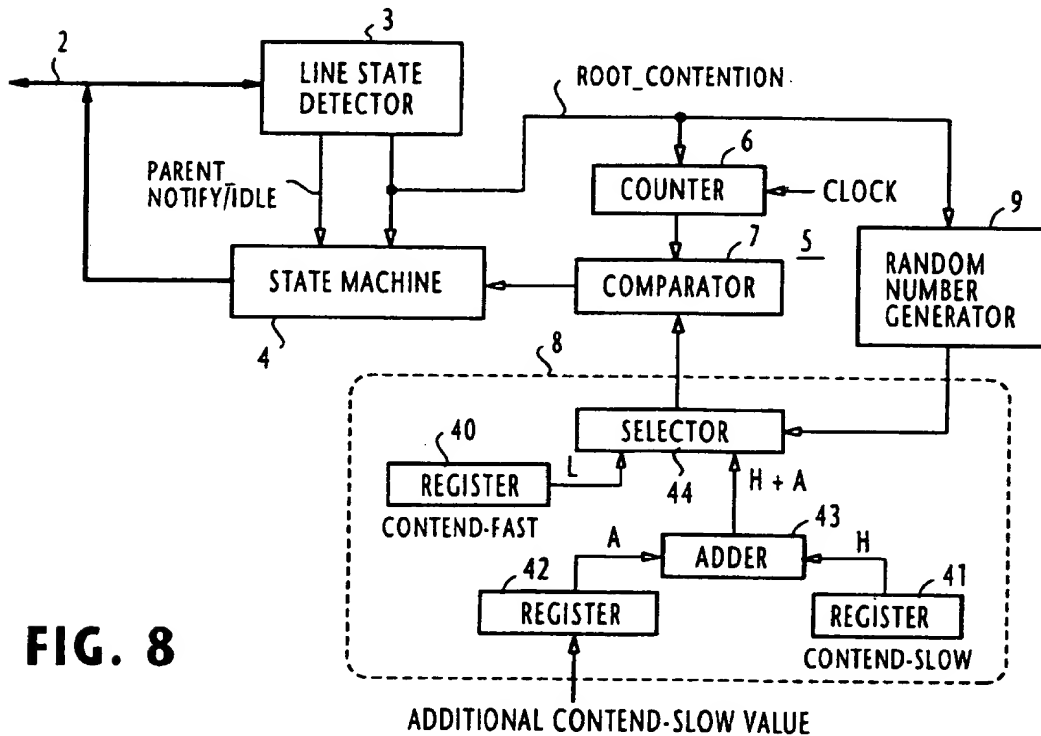 2
3
LINE STATE
DETECTOR
ROOT_CONTENTION
PARENT_
NOTIFY/IDLE
6
COUNTER
CLOCK
9
RANDOM
NUMBER
GENERATOR
7
5
COMPARATOR
STATE MACHINE
4
8
SELECTOR
44
40
REGISTER
L
CONTEND-FAST
H + A
43
ADDER
A
H
42
REGISTER
41
REGISTER
CONTEND-SLOW
FIG. 8
ADDITIONAL CONTEND-SLOW VALUE